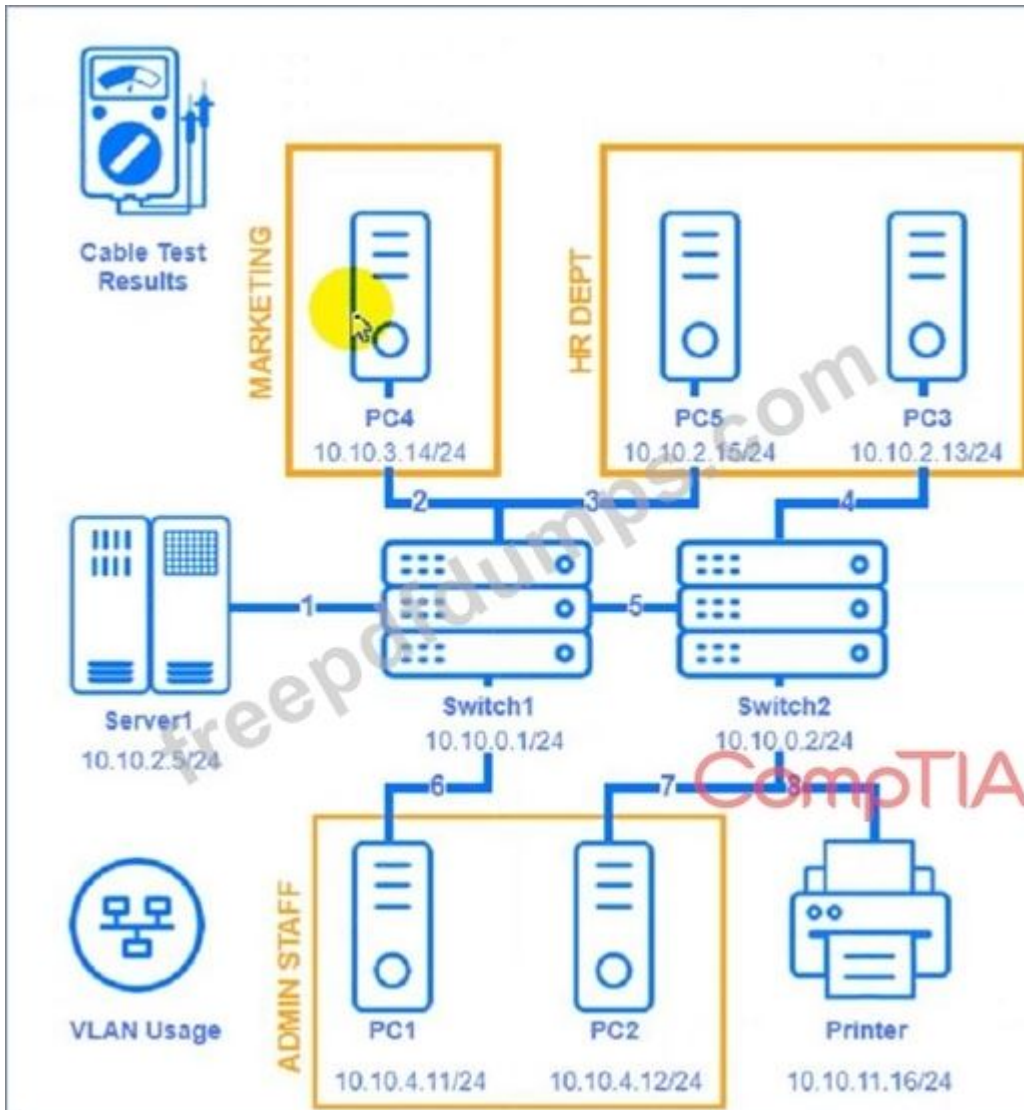 Cable Test
Results
MARKETING
HR DEPT
PC4
10.10.3.14/24
PC5
10.10.2.15/24
PC3
10.10.2.13/24
2
3
4
1
5
Server1
10.10.2.5/24
Switch1
10.10.0.1/24
Switch2
10.10.0.2/24
freepdfdumps.com
CompTIA
6
7
8
ADMIN STAFF
VLAN Usage
PC1
10.10.4.11/24
PC2
10.10.4.12/24
Printer
10.10.11.16/24